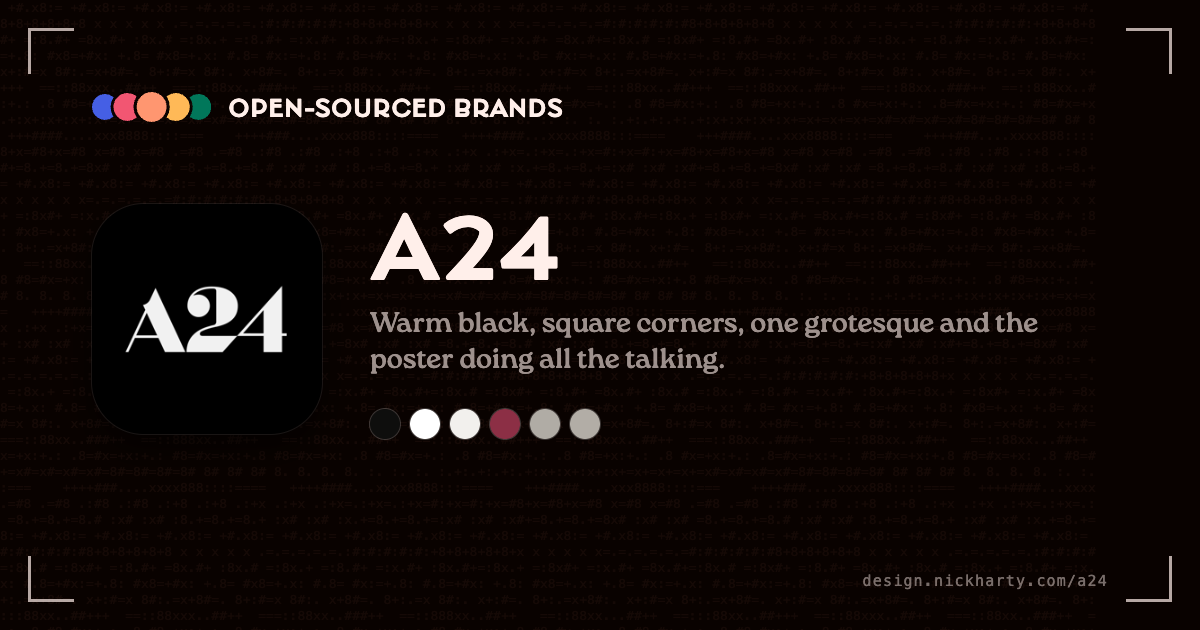 OPEN-SOURCED BRANDS
A24
A24
Warm black, square corners, one grotesque and the
poster doing all the talking.
design.nickharty.com/a24